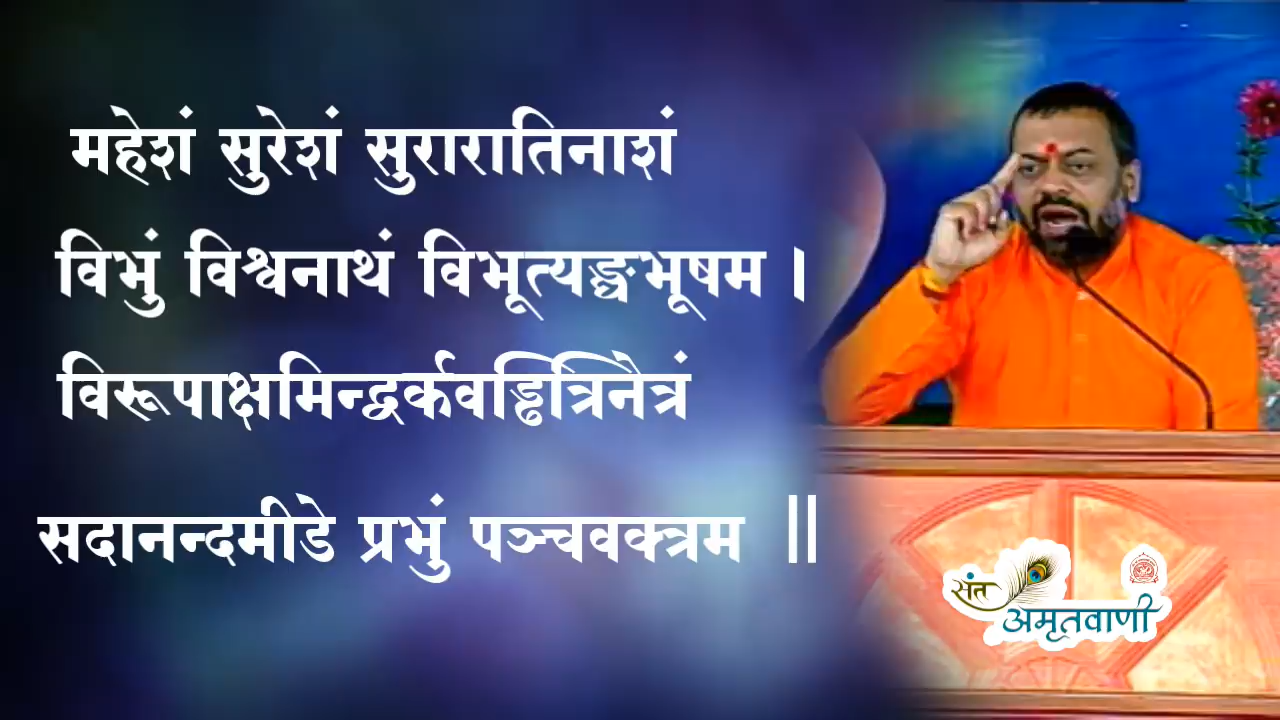 महेशं सुरेशं सुरारातिनाशं
विभुं विश्वनाथं विभूत्यङ्गभूषम ।
विरूपाक्षमिन्द्वर्कवह्नित्रिनैत्रं
सदानन्दमीडे प्रभुं पञ्चवक्त्रम ॥
संत
अमृतवाणी